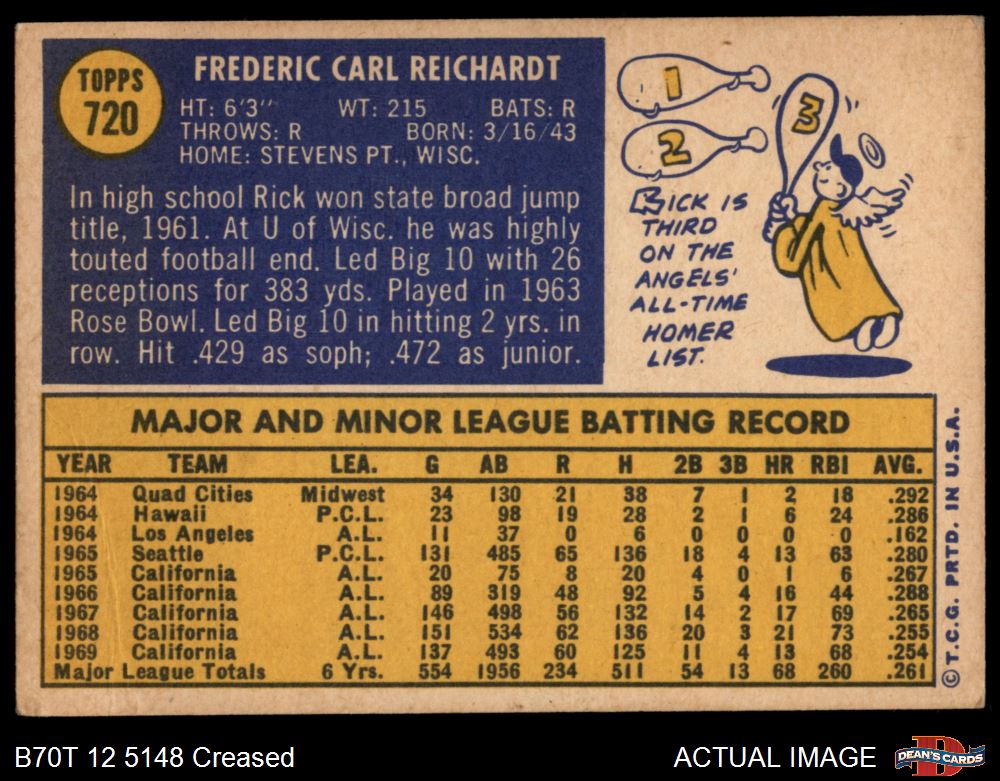 TOPPS
720
FREDERIC CARL REICHARDT
HT: 6'3" WT: 215 BATS: R
THROWS: R BORN: 3/16/43
HOME: STEVENS PT., WISC.
In high school Rick won state broad jump
title, 1961. At U of Wisc. he was highly
touted football end. Led Big 10 with 26
receptions for 383 yds. Played in 1963
Rose Bowl. Led Big 10 in hitting 2 yrs. in
row. Hit .429 as soph; .472 as junior.
1
2
3
RICK IS
THIRD
ON THE
ANGELS'
ALL-TIME
HOMER
LIST.
MAJOR AND MINOR LEAGUE BATTING RECORD
YEAR TEAM LEA. G AB R H 2B 3B HR RBI AVG.
1964 Quad Cities Midwest 34 130 21 38 7 1 2 18 .292
1964 Hawaii P.C.L. 23 98 19 28 2 1 6 24 .286
1964 Los Angeles A.L. 11 37 0 6 0 0 0 0 .162
1965 Seattle P.C.L. 131 485 65 136 18 4 13 63 .280
1965 California A.L. 20 75 8 20 4 0 1 6 .267
1966 California A.L. 89 319 48 92 5 4 16 44 .288
1967 California A.L. 146 498 56 132 14 2 17 69 .265
1968 California A.L. 151 534 62 136 20 3 21 73 .255
1969 California A.L. 137 493 60 125 11 4 13 68 .254
Major League Totals 6 Yrs. 554 1956 234 511 54 13 68 260 .261
© T.C.G. PRTD. IN U.S.A.
B70T 12 5148 Creased
ACTUAL IMAGE
D
DEAN'S CARDS